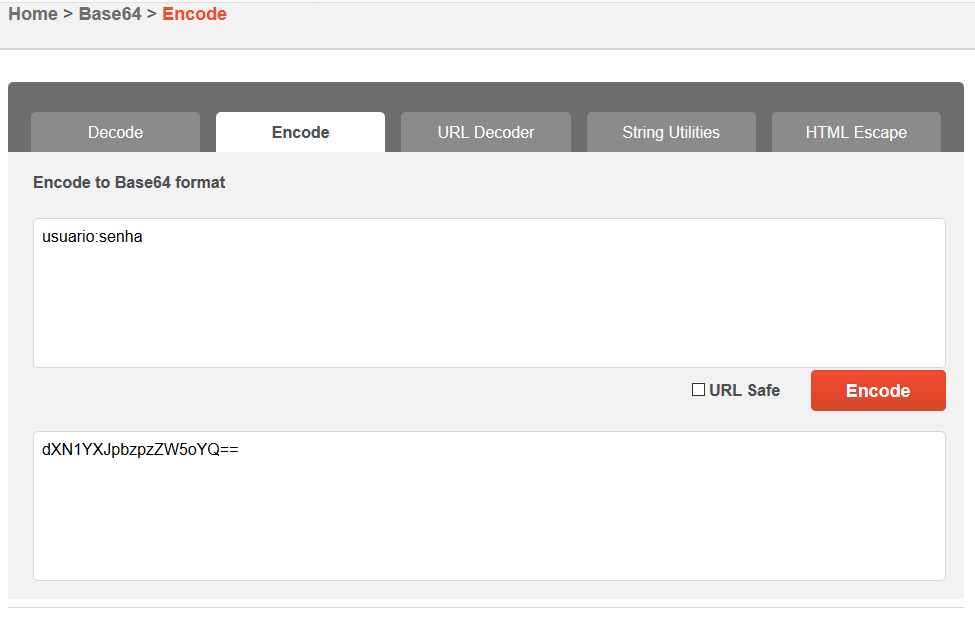 Home > Base64 > Encode
Decode
Encode
URL Decoder
String Utilities
HTML Escape
Encode to Base64 format
usuario:senha
URL Safe
Encode
dXN1YXJpbzpzZW5oYQ==